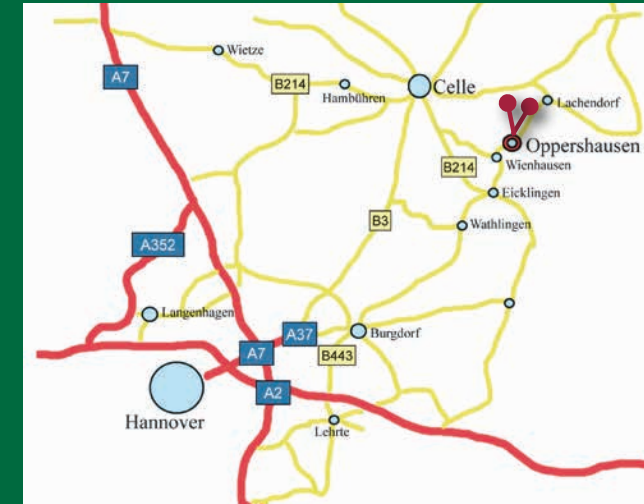 Wietze
A7
B214
Hambühren
Celle
Lachendorf
Oppershausen
Wienhausen
B214
Eicklingen
B3
Wathlingen
A352
Langenhagen
A37
Burgdorf
A7
B443
A2
Hannover
Lehrte